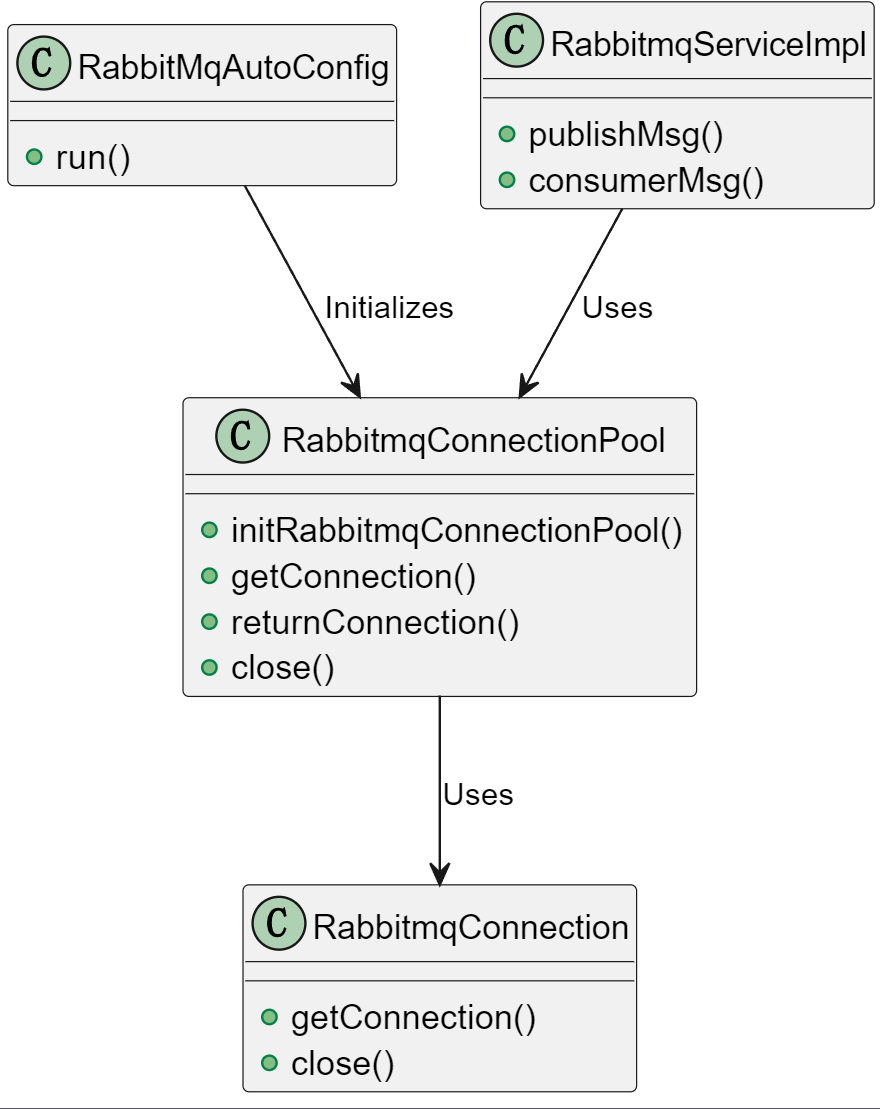 C RabbitMqAutoConfig
run()
C RabbitmqServiceImpl
publishMsg()
consumerMsg()
Initializes
Uses
C RabbitmqConnectionPool
initRabbitmqConnectionPool()
getConnection()
returnConnection()
close()
Uses
C RabbitmqConnection
getConnection()
close()